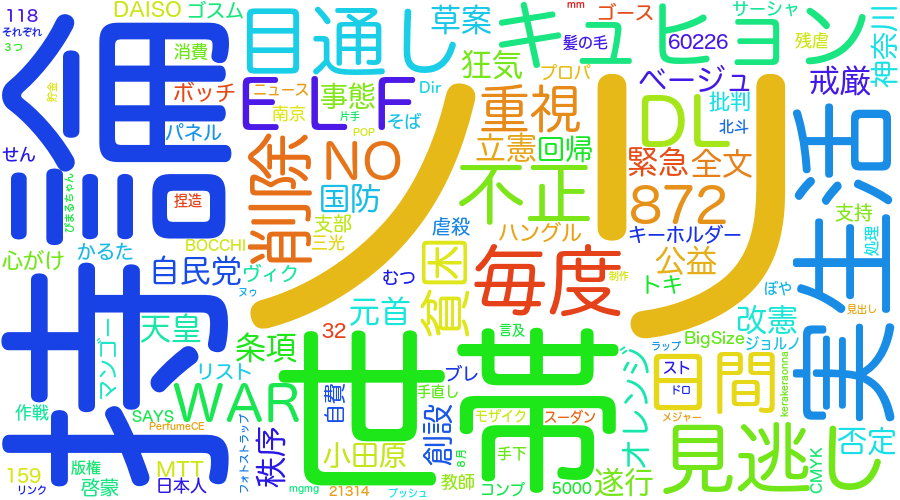 118
それぞれ
3つ
DAISO
ゴスム
目通し
草案
キュヒョン
mm
ゴース
髪の毛
60226
サーシャ
残虐
神奈川
会備
消費
ボッチ
貯金
ニュース
ELF
事態
片手
南京
POP
Dir
そば
狂気
プロパ
重視
ベージュ
DL
批判
北斗
戒厳
パネル
せん
ぴまるちゃん
捏造
削除
NO
ノリ
国防
立憲
回帰
緊急
全文
不正
872
実生活
支持
処理
支部
三光
虐殺
BOCCHI
ハングル
キーホルダー
心がけ
かるた
自民党
ヴィク
ヌゥ
むつ
貧困
毎度
制作
公益
トキ
ぼや
見出し
持ち
天皇
マンゴー
元首
32
条項
言及
改憲
BigSize
ジョルノ
ラップ
リスト
WAR
世帯
自費
ブレ
手直し
オレンジ
日間
スト
ドロ
kerakeraonna
作戦
SAYS
PerfumeCE
フォトストラップ
秩序
小田原
創設
8月
モザイク
スーダン
メジャー
見逃し
否定
CMYK
159
リンク
版権
啓蒙
MTT
日本人
mgmg
21314
プッシュ
教師
手下
コンプ
5000
遂行